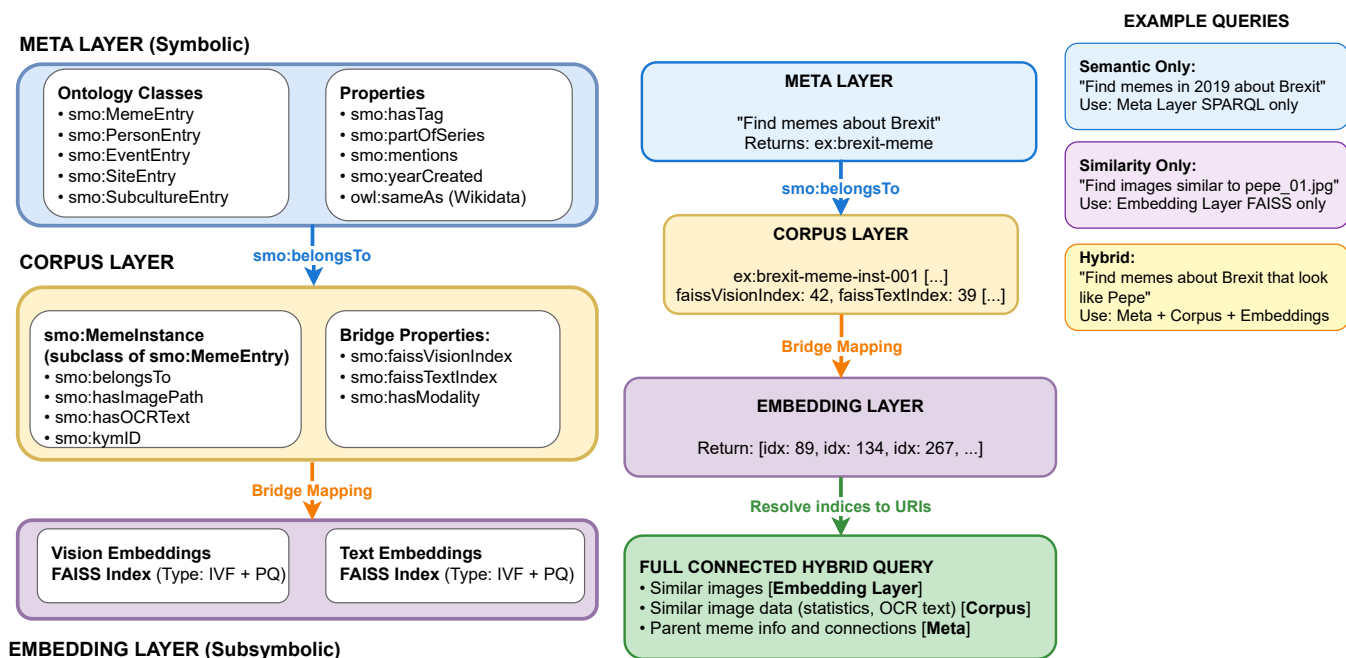 META LAYER (Symbolic)
Ontology Classes
• smo:MemeEntry
• smo:PersonEntry
• smo:EventEntry
• smo:SiteEntry
• smo:SubcultureEntry
Properties
• smo:hasTag
• smo:partOfSeries
• smo:mentions
• smo:yearCreated
• owl:sameAs (Wikidata)
smo:belongsTo
CORPUS LAYER
smo:MemeInstance
(subclass of smo:MemeEntry)
• smo:belongsTo
• smo:hasImagePath
• smo:hasOCRText
• smo:kymID
Bridge Properties:
• smo:faissVisionIndex
• smo:faissTextIndex
• smo:hasModality
Bridge Mapping
Vision Embeddings
FAISS Index (Type: IVF + PQ)
Text Embeddings
FAISS Index (Type: IVF + PQ)
EMBEDDING LAYER (Subsymbolic)
META LAYER
"Find memes about Brexit"
Returns: ex:brexit-meme
smo:belongsTo
CORPUS LAYER
ex:brexit-meme-inst-001 [...]
faissVisionIndex: 42, faissTextIndex: 39 [...]
Bridge Mapping
EMBEDDING LAYER
Return: [idx: 89, idx: 134, idx: 267, ...]
Resolve indices to URIs
FULL CONNECTED HYBRID QUERY
• Similar images [Embedding Layer]
• Similar image data (statistics, OCR text) [Corpus]
• Parent meme info and connections [Meta]
EXAMPLE QUERIES
Semantic Only:
"Find memes in 2019 about Brexit"
Use: Meta Layer SPARQL only
Similarity Only:
"Find images similar to pepe_01.jpg"
Use: Embedding Layer FAISS only
Hybrid:
"Find memes about Brexit that look
like Pepe"
Use: Meta + Corpus + Embeddings